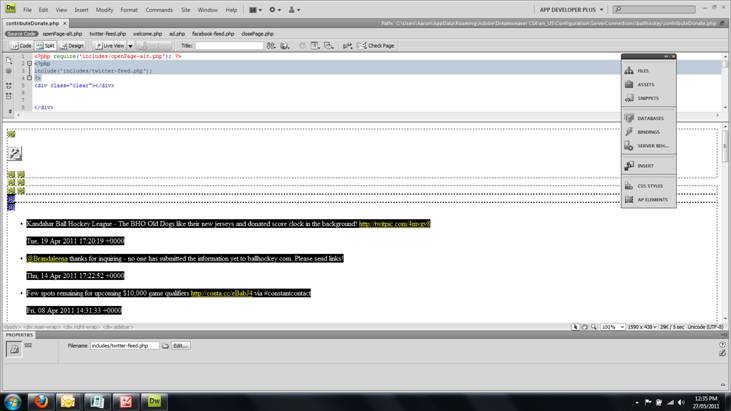 Dw File Edit View Insert Modify Format Commands Site Window Help APP DEVELOPER PLUS
contributeDonate.php Path: C:\Users\karon\AppData\Roaming\Adobe\Dreamweaver CS4\en_US\Configuration\ServerConnections\ballhockey\contributeDonate.php
Source Code openPage-alt.php twitter-feed.php welcome.php ad.php facebook-feed.php closePage.php
Code Split Design Live View Title: Check Page
1 <?php require('includes/openPage-alt.php'); ?>
2 <?php
3 include('includes/twitter-feed.php');
4 ?>
5 <div class="clear"></div>
6
7
8 </div>
FILES
ASSETS
SNIPPETS
DATABASES
BINDINGS
SERVER BEH...
INSERT
CSS STYLES
AP ELEMENTS
• Kandahar Ball Hockey League - The BHO Old Dogs like their new jerseys and donated score clock in the background! http://twitpic.com/4mvgv8
Tue, 19 Apr 2011 17:20:19 +0000
• @Brandaleena thanks for inquiring - no one has submitted the information yet to ballhockey.com. Please send links!
Thu, 14 Apr 2011 17:22:52 +0000
• Few spots remaining for upcoming $10,000 game qualifiers http://conta.cc/eBabJ4 via #constantcontact
Fri, 08 Apr 2011 14:31:33 +0000
<body> <div.main-wrap> <div.right-wrap> <div.sidebar> 100% 1590 x 438 29K / 5 sec Unicode (UTF-8)
PROPERTIES
Filename includes/twitter-feed.php Edit...
Dw 12:35 PM
27/05/2011